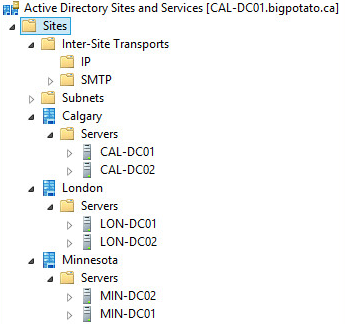 Active Directory Sites and Services [CAL-DC01.bigpotato.ca]
Sites
Inter-Site Transports
IP
SMTP
Subnets
Calgary
Servers
CAL-DC01
CAL-DC02
London
Servers
LON-DC01
LON-DC02
Minnesota
Servers
MIN-DC02
MIN-DC01